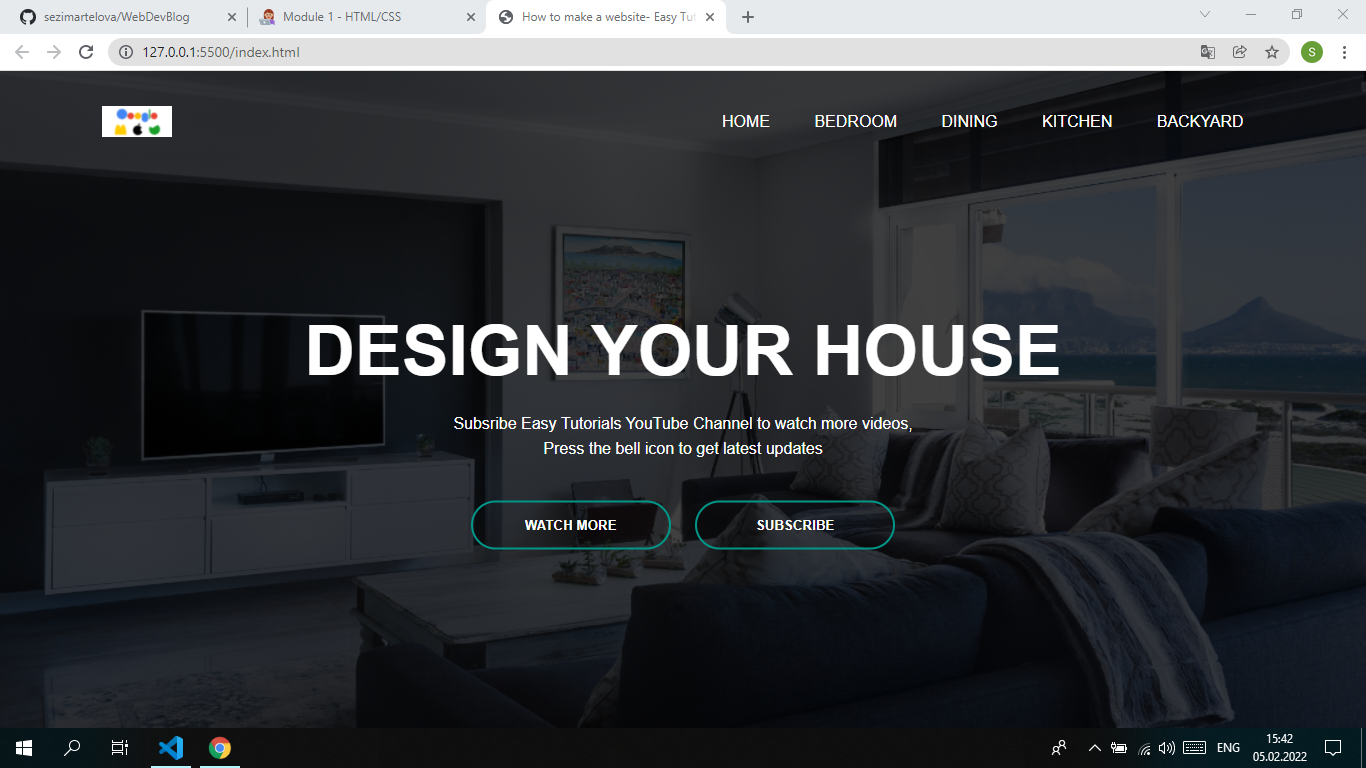 sezimartelova/WebDevBlog
Module 1 - HTML/CSS
How to make a website- Easy Tut
127.0.0.1:5500/index.html
S
Google
HOME BEDROOM DINING KITCHEN BACKYARD
DESIGN YOUR HOUSE
Subsribe Easy Tutorials YouTube Channel to watch more videos,
Press the bell icon to get latest updates
WATCH MORE SUBSCRIBE
ENG
15:42
05.02.2022